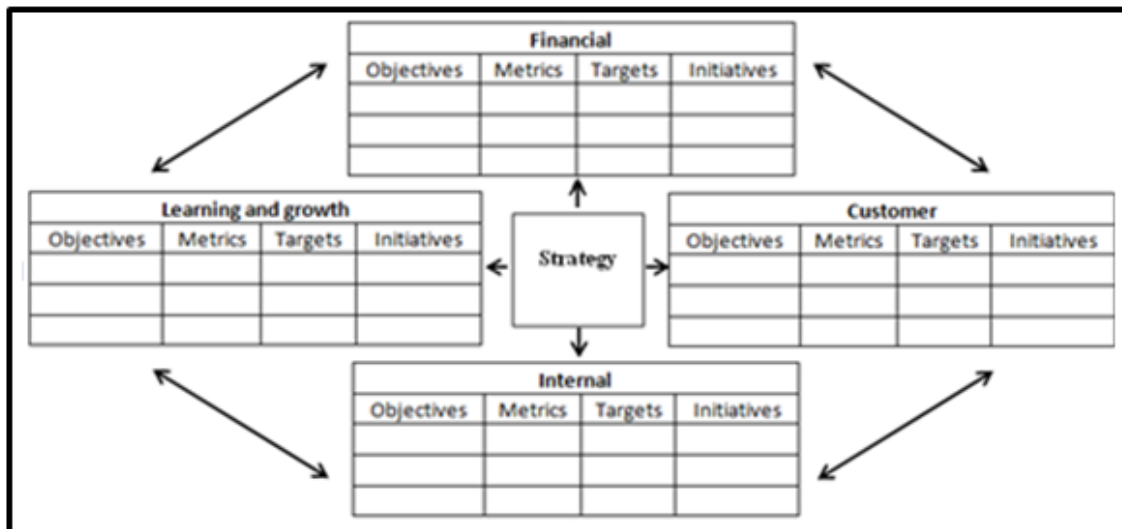 Financial
Objectives Metrics Targets Initiatives
Learning and growth
Objectives Metrics Targets Initiatives
Strategy
Customer
Objectives Metrics Targets Initiatives
Internal
Objectives Metrics Targets Initiatives